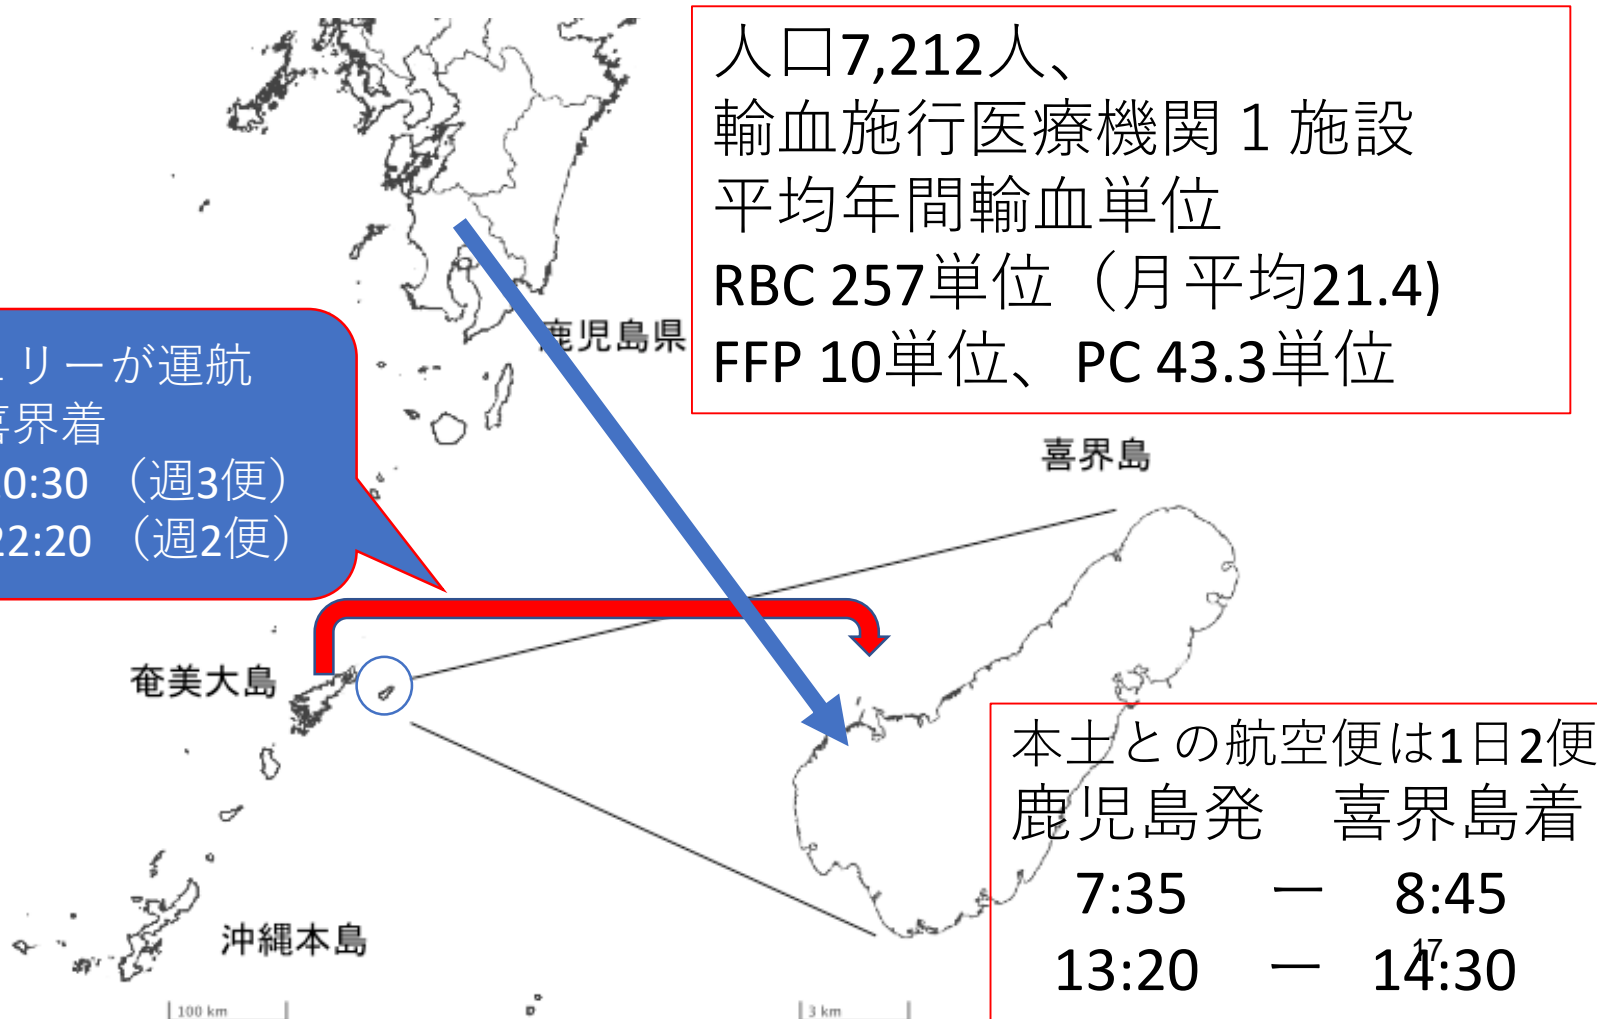 人口7,212人、
輸血施行医療機関１施設
平均年間輸血単位
RBC 257単位（月平均21.4)
FFP 10単位、PC 43.3単位
鹿児島県
リーが運航
喜界着
0:30 （週3便）
22:20 （週2便）
喜界島
奄美大島
本土との航空便は1日2便
鹿児島発　喜界島着
7:35 ー 8:45
13:20 ー 14:30
17
沖縄本島
100 km
3 km